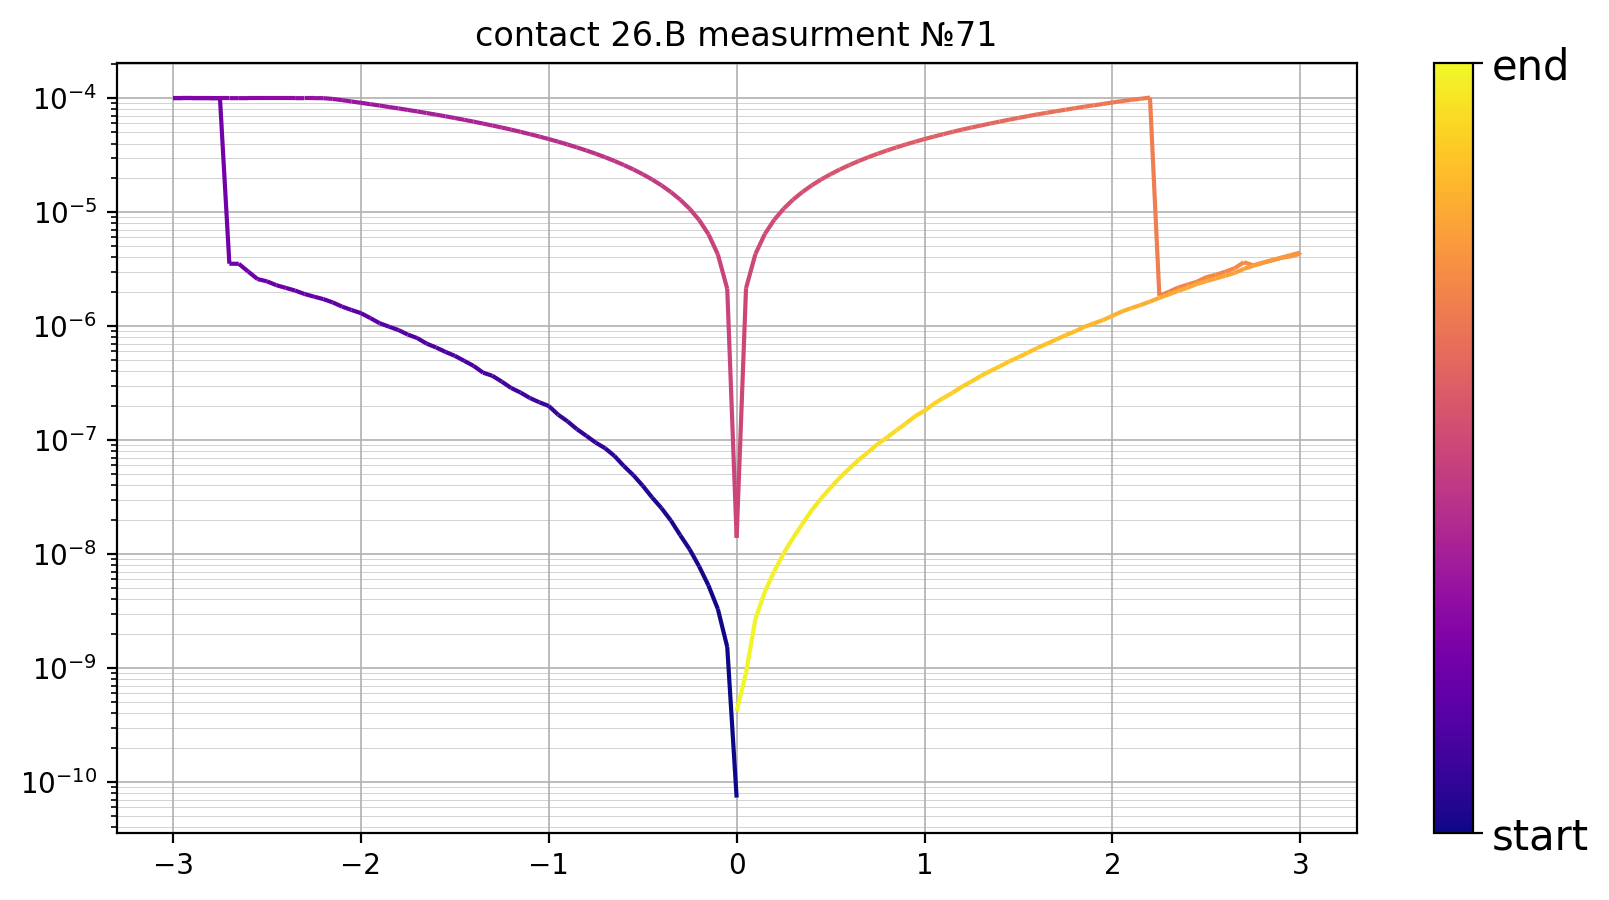 contact 26.B measurment №71
10⁻⁴
10⁻⁵
10⁻⁶
10⁻⁷
10⁻⁸
10⁻⁹
10⁻¹⁰
−3 −2 −1 0 1 2 3
end
start